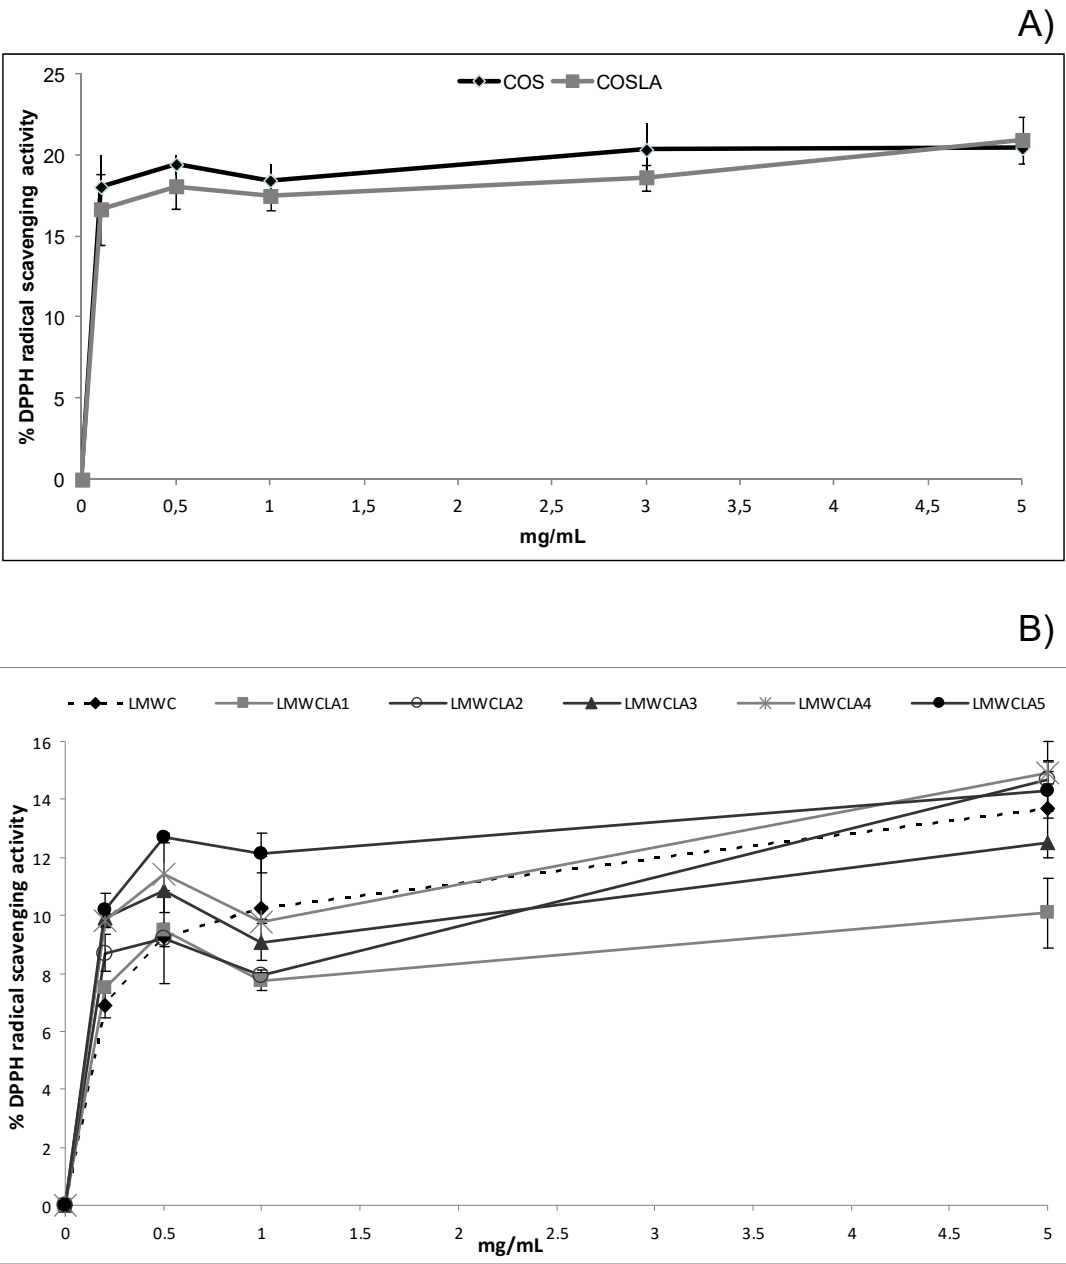 A)
COS COSLA
% DPPH radical scavenging activity
25
20
15
10
5
0
0 0,5 1 1,5 2 2,5 3 3,5 4 4,5 5
mg/mL
B)
LMWC LMWCLA1 LMWCLA2 LMWCLA3 LMWCLA4 LMWCLA5
% DPPH radical scavenging activity
16
14
12
10
8
6
4
2
0
0 0.5 1 1.5 2 2.5 3 3.5 4 4.5 5
mg/mL